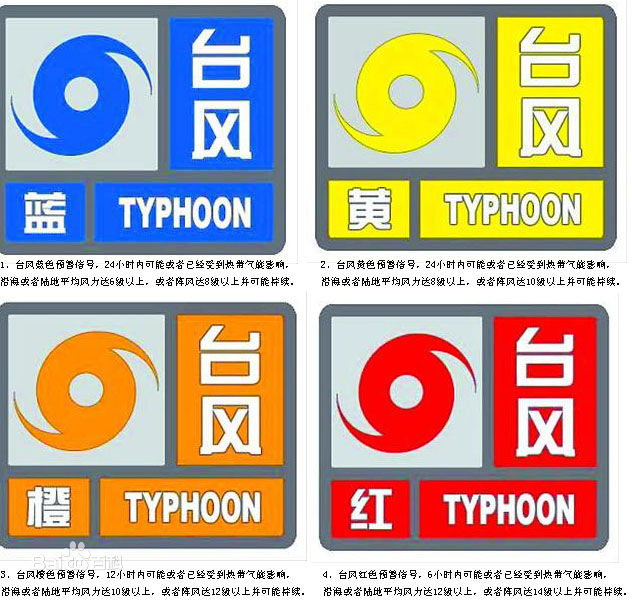 台风
蓝
TYPHOON
台风
黄
TYPHOON
1、台风蓝色预警信号，24小时内可能或者已经受到热带气旋影响，
沿海或者陆地平均风力达6级以上，或者阵风达8级以上并可能持续。
2、台风黄色预警信号，24小时内可能或者已经受到热带气旋影响，
沿海或者陆地平均风力达8级以上，或者阵风达10级以上并可能持续。
台风
橙
TYPHOON
台风
红
TYPHOON
Baidu百科
3、台风橙色预警信号，12小时内可能或者已经受到热带气旋影响，
沿海或者陆地平均风力达10级以上，或者阵风达12级以上并可能持续。
4、台风红色预警信号，6小时内可能或者已经受到热带气旋影响，
沿海或者陆地平均风力达12级以上，或者阵风达14级以上并可能持续。